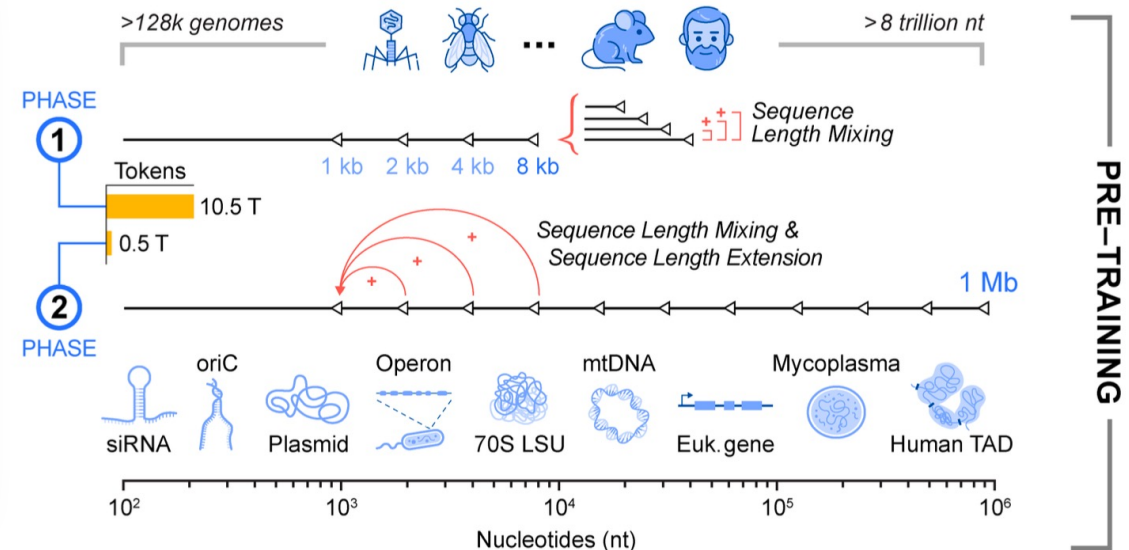 >128k genomes
...
>8 trillion nt
PHASE
1
1 kb
2 kb
4 kb
8 kb
+
+
Sequence
Length Mixing
Tokens
10.5 T
0.5 T
Sequence Length Mixing &
Sequence Length Extension
+
+
+
1 Mb
2
PHASE
siRNA
oriC
Plasmid
Operon
70S LSU
mtDNA
Euk. gene
Mycoplasma
Human TAD
10²
10³
10⁴
10⁵
10⁶
Nucleotides (nt)
PRE–TRAINING